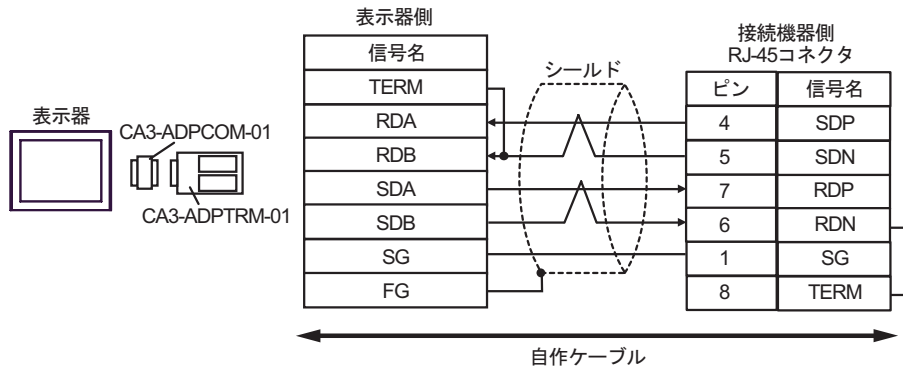 表示器
CA3-ADPCOM-01
CA3-ADPTRM-01
表示器側
信号名
TERM
RDA
RDB
SDA
SDB
SG
FG
シールド
接続機器側
RJ-45コネクタ
ピン 信号名
4 SDP
5 SDN
7 RDP
6 RDN
1 SG
8 TERM
自作ケーブル